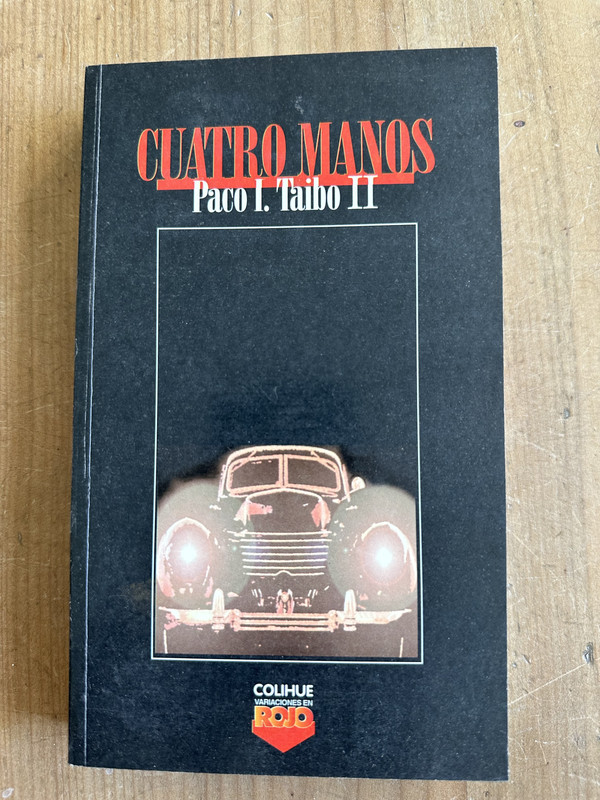 CUATRO MANOS
Paco I. Taibo II
COLIHUE
VARIACIONES EN
ROJO